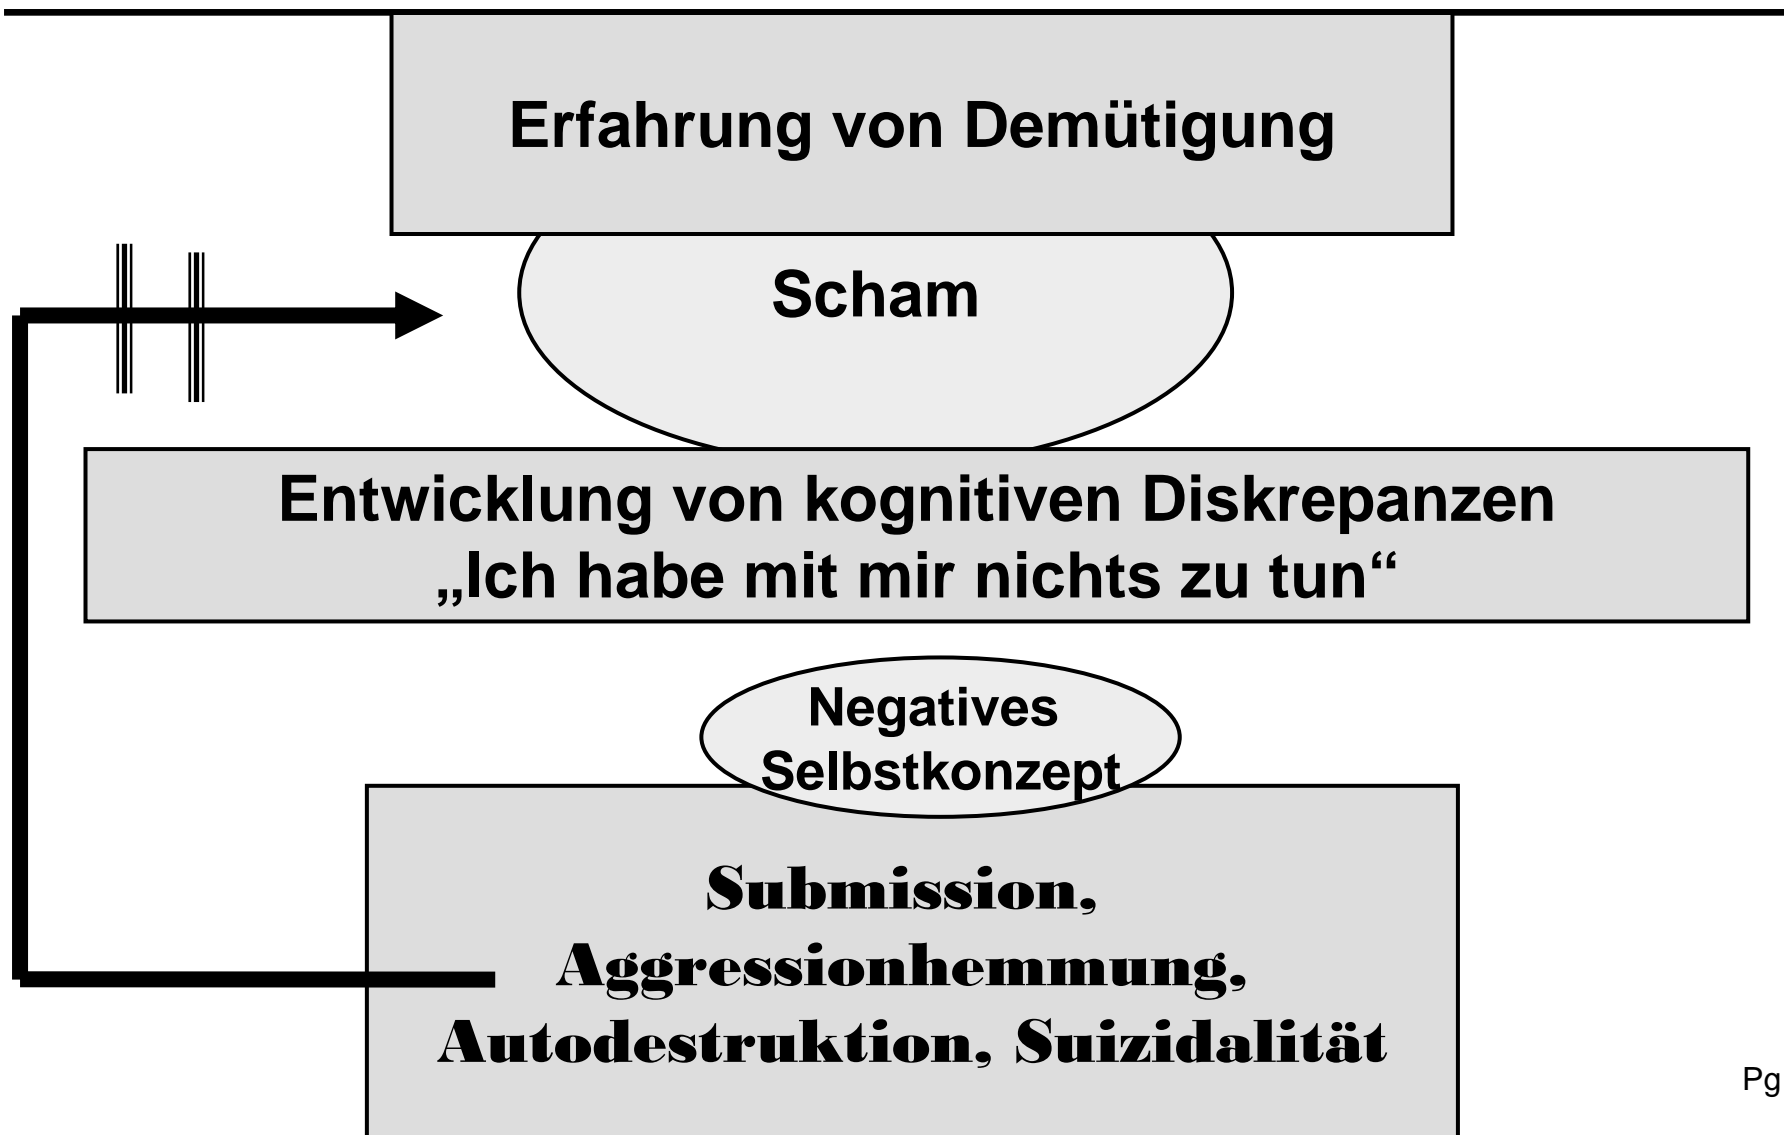 Erfahrung von Demütigung
Scham
Entwicklung von kognitiven Diskrepanzen
„Ich habe mit mir nichts zu tun“
Negatives
Selbstkonzept
Submission,
Aggressionhemmung,
Autodestruktion, Suizidalität
Pg